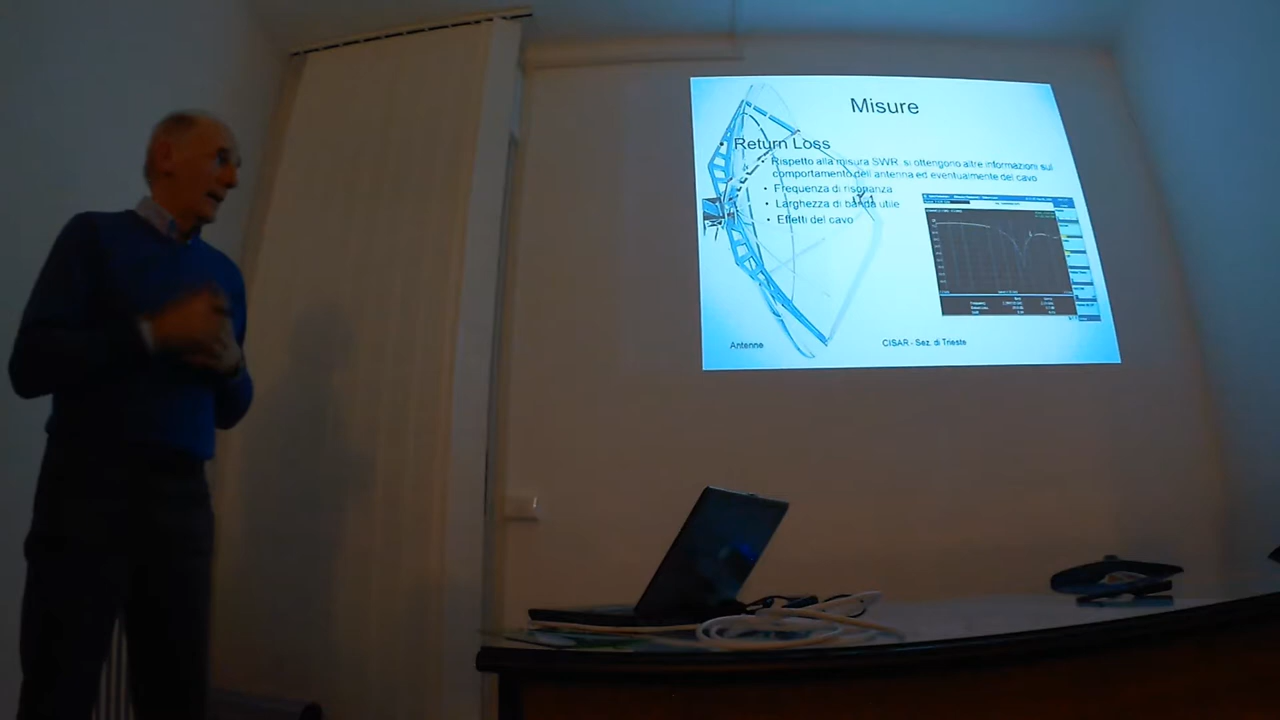 Misure
• Return Loss
• Rispetto alla misura SWR, si ottengono altre informazioni sul
comportamento dell antenna ed eventualmente del cavo
• Frequenza di risonanza
• Larghezza di banda utile
• Effetti del cavo
Antenne
CISAR - Sez. di Trieste